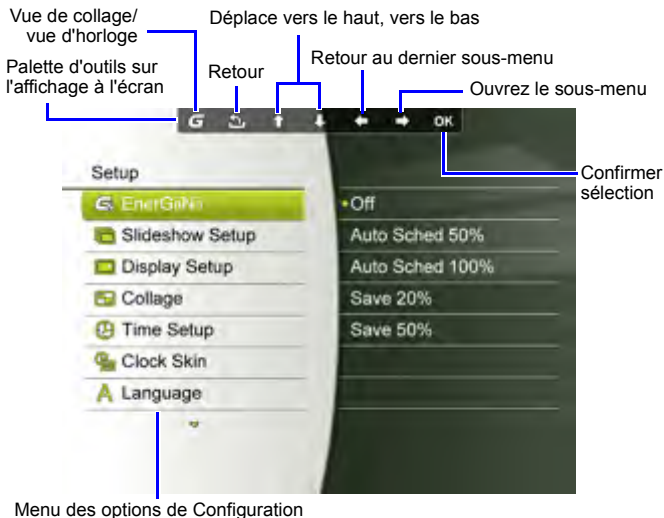 Vue de collage/
vue d'horloge
Déplace vers le haut, vers le bas
Palette d'outils sur
l'affichage à l'écran
Retour
Retour au dernier sous-menu
Ouvrez le sous-menu
G OK
Confirmer
sélection
Setup
Off
Slideshow Setup
Auto Sched 50%
Display Setup
Auto Sched 100%
Collage
Save 20%
Time Setup
Save 50%
Clock Skin
A Language
Menu des options de Configuration